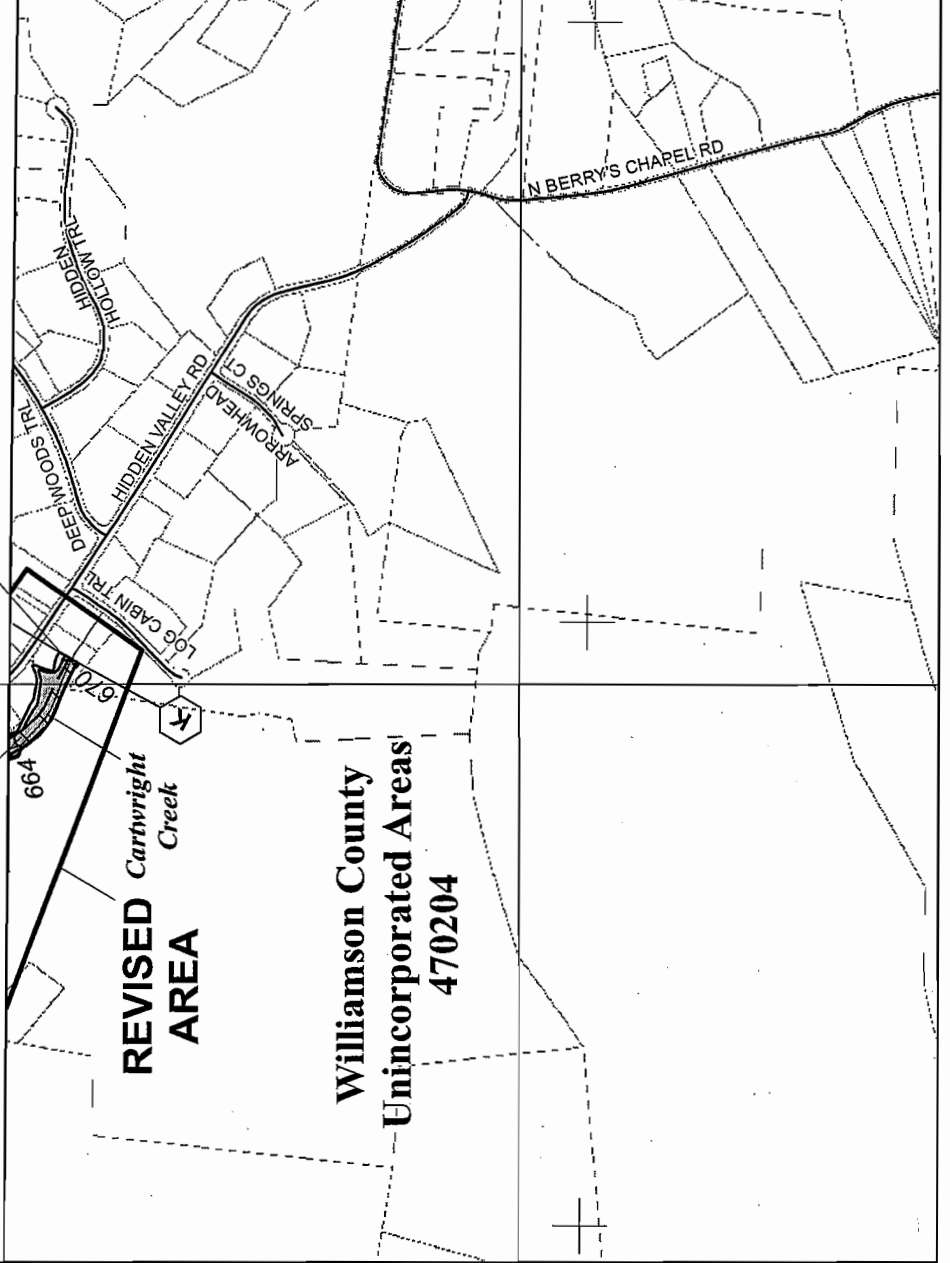 HIDDEN
HOLLOW TRL
DEEPWOODS TRL
HIDDEN VALLEY RD
ARROWHEAD
SPRINGS CT
N BERRY'S CHAPEL RD
LOG CABIN TRL
670
K
664
Cartwright
Creek
REVISED
AREA
Williamson County
Unincorporated Areas
470204